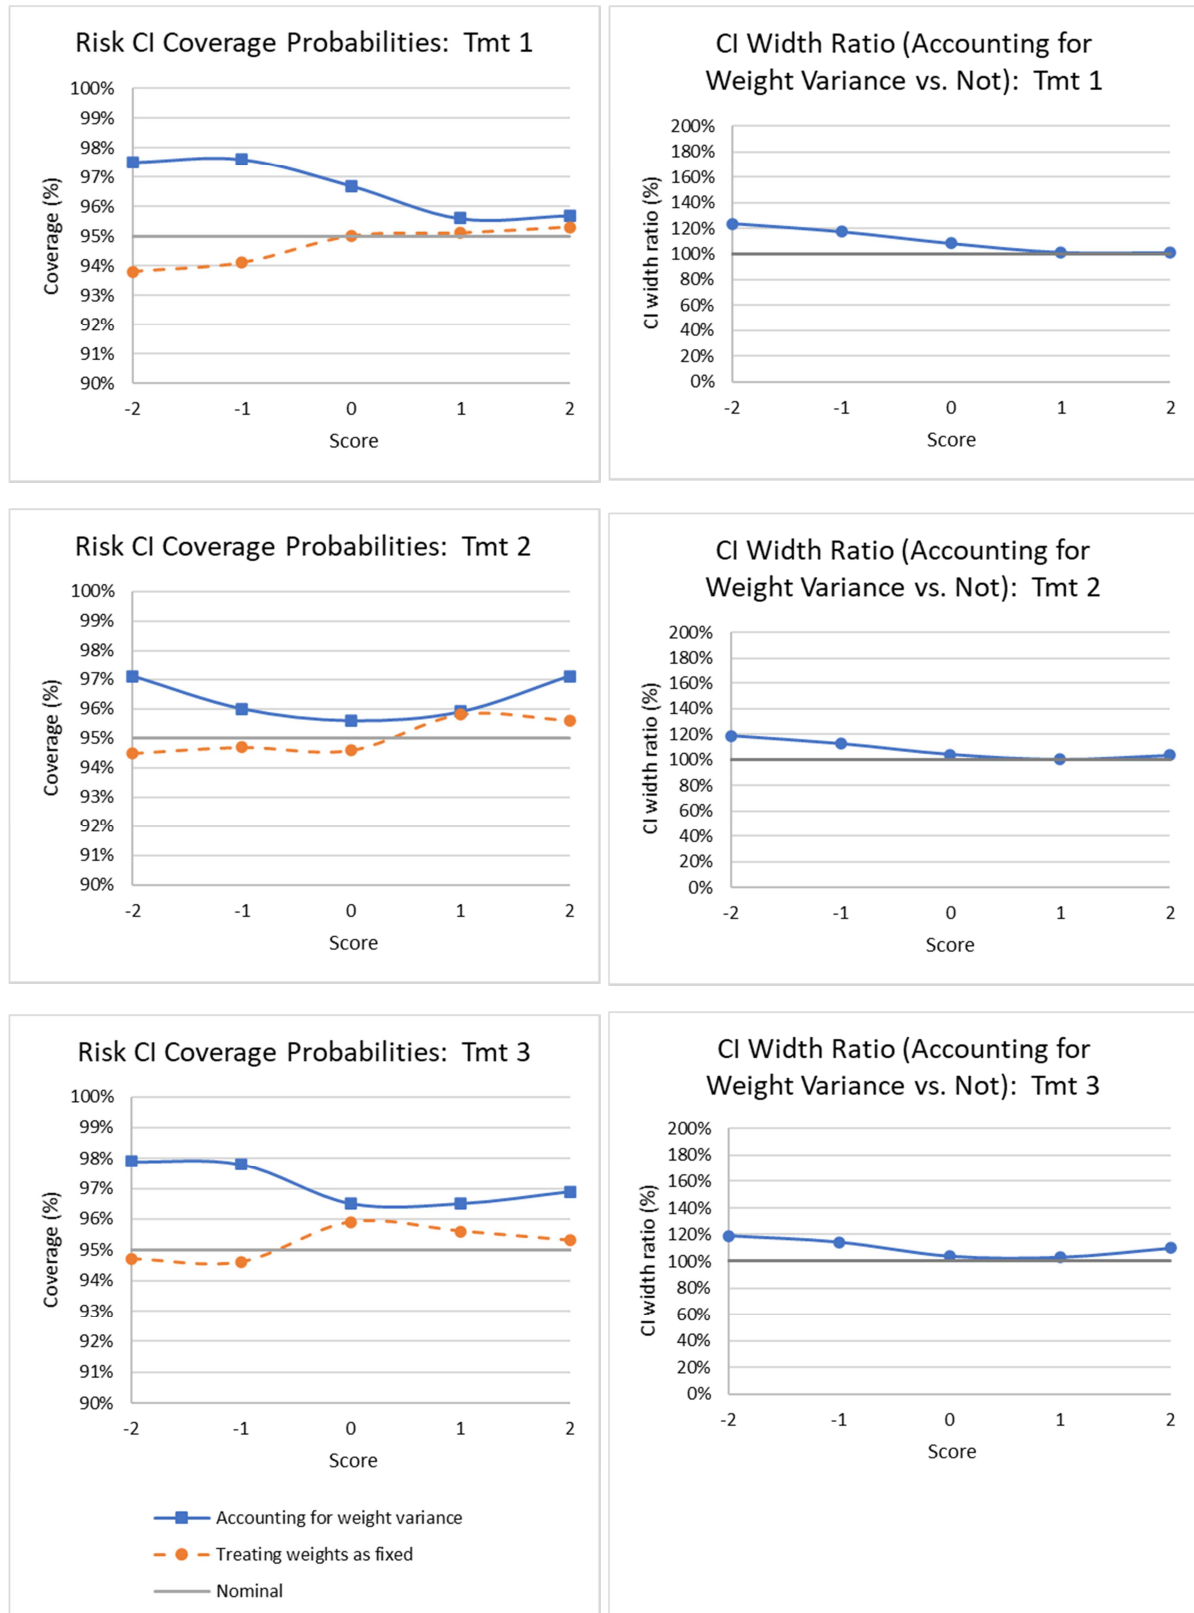 Risk CI Coverage Probabilities:  Tmt 1
100%
99%
98%
97%
96%
95%
94%
93%
92%
91%
90%
Coverage (%)
-2 -1 0 1 2
Score
CI Width Ratio (Accounting for
Weight Variance vs. Not):  Tmt 1
200%
180%
160%
140%
120%
100%
80%
60%
40%
20%
0%
CI width ratio (%)
-2 -1 0 1 2
Score
Risk CI Coverage Probabilities:  Tmt 2
100%
99%
98%
97%
96%
95%
94%
93%
92%
91%
90%
Coverage (%)
-2 -1 0 1 2
Score
CI Width Ratio (Accounting for
Weight Variance vs. Not):  Tmt 2
200%
180%
160%
140%
120%
100%
80%
60%
40%
20%
0%
CI width ratio (%)
-2 -1 0 1 2
Score
Risk CI Coverage Probabilities:  Tmt 3
100%
99%
98%
97%
96%
95%
94%
93%
92%
91%
90%
Coverage (%)
-2 -1 0 1 2
Score
CI Width Ratio (Accounting for
Weight Variance vs. Not):  Tmt 3
200%
180%
160%
140%
120%
100%
80%
60%
40%
20%
0%
CI width ratio (%)
-2 -1 0 1 2
Score
Accounting for weight variance
Treating weights as fixed
Nominal